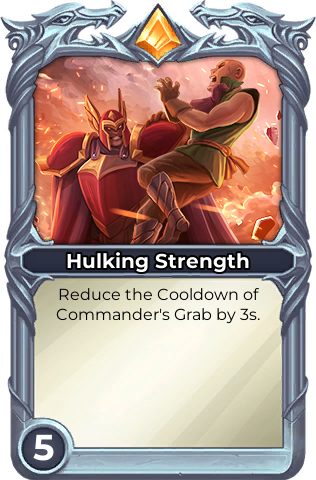 Hulking Strength
Reduce the Cooldown of
Commander's Grab by 3s.
5